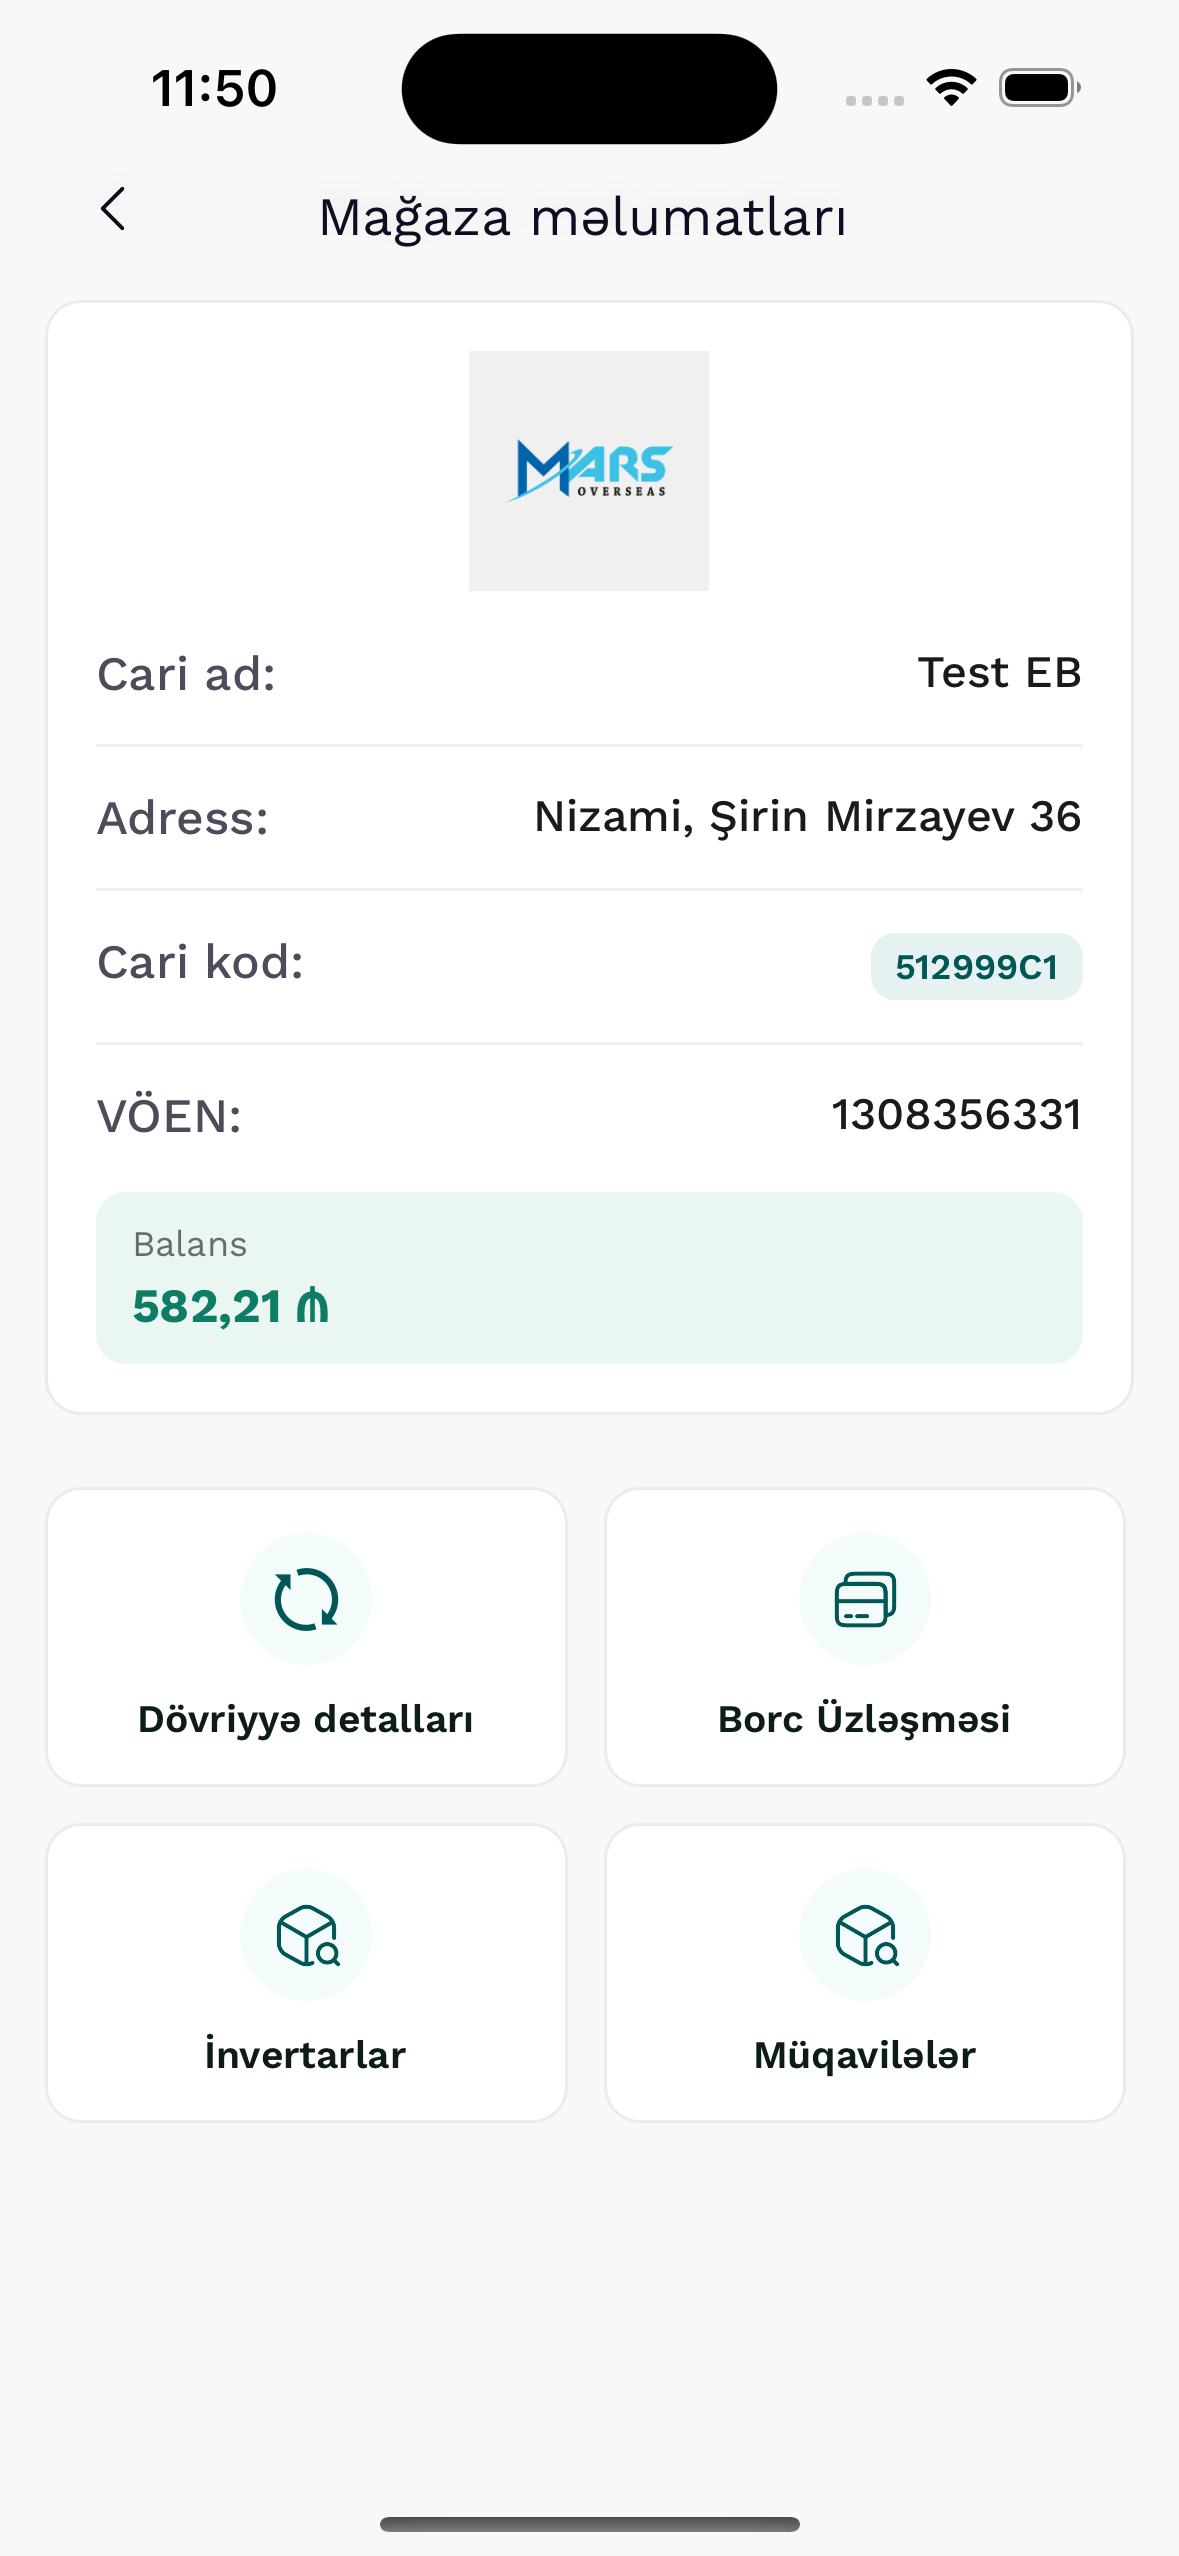 11:50
Mağaza məlumatları
MARS
OVERSEAS
Cari ad:
Test EB
Adress:
Nizami, Şirin Mirzayev 36
Cari kod:
512999C1
VÖEN:
1308356331
Balans
582,21 ₼
Dövriyyə detalları
Borc Üzləşməsi
İnvertarlar
Müqavilələr